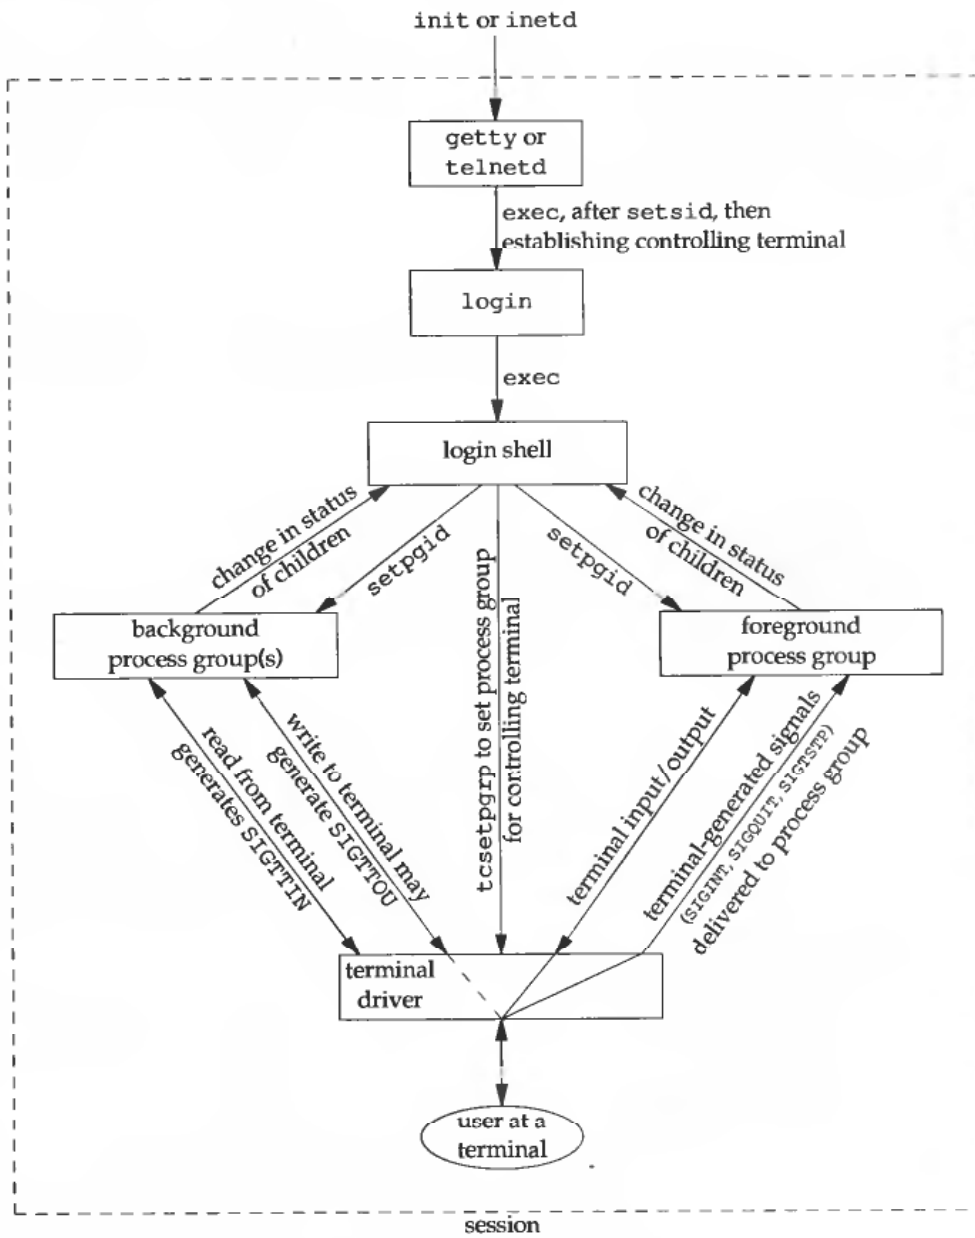 init or inetd
getty or
telnetd
exec, after setsid, then
establishing controlling terminal
login
exec
login shell
change in status
of children
setpgid
tcsetpgrp to set process group
for controlling terminal
setpgid
change in status
of children
background
process group(s)
foreground
process group
read from terminal
generates SIGTTIN
write to terminal may
generate SIGTTOU
terminal input/output
terminal-generated signals
(SIGINT, SIGQUIT, SIGTSTP)
delivered to process group
terminal
driver
user at a
terminal
session